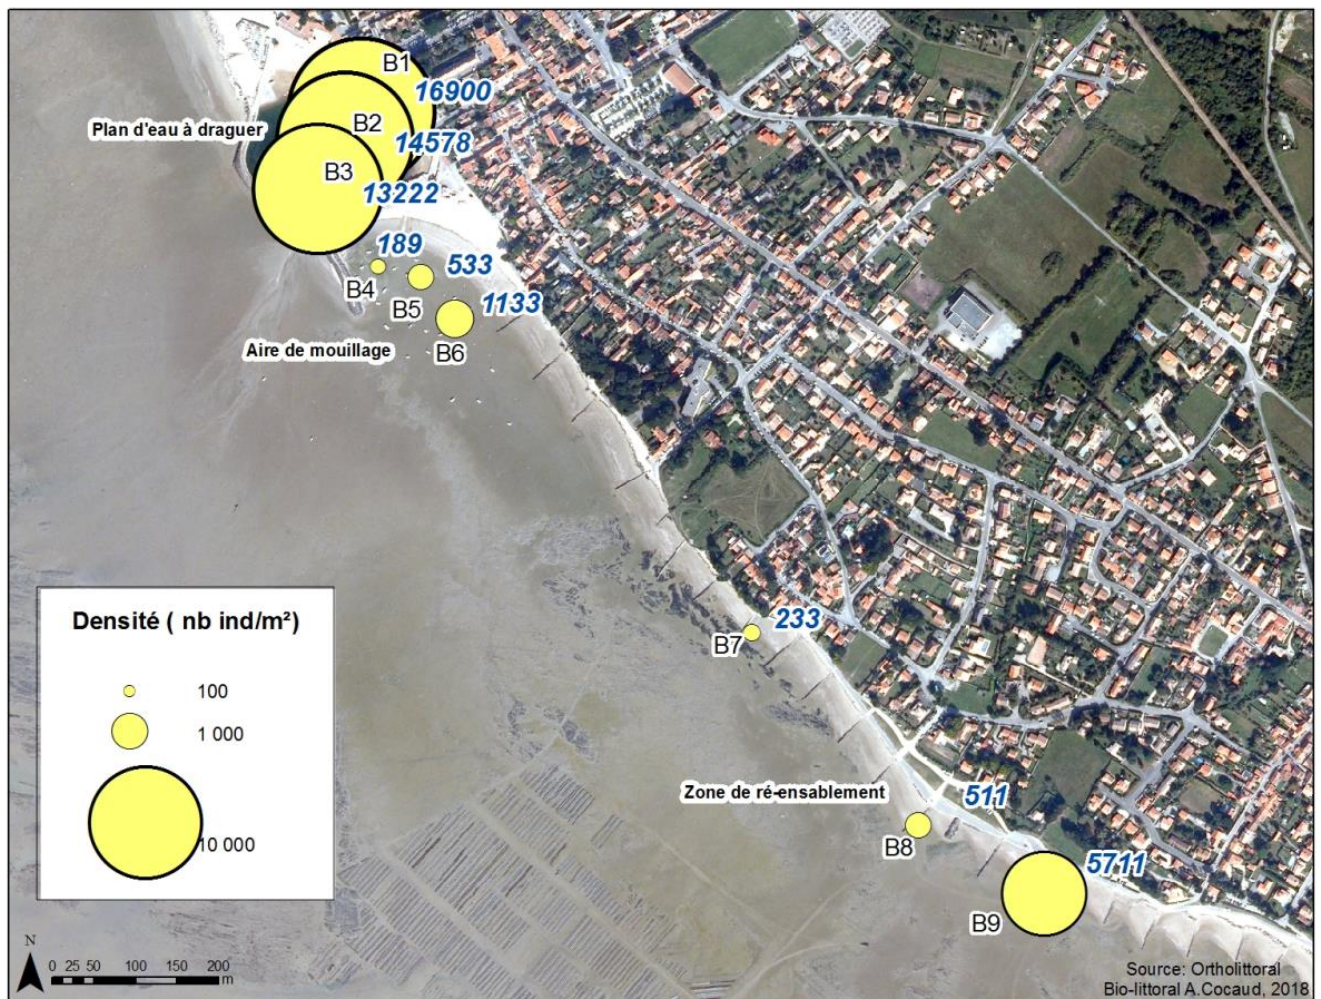 B1
16900
Plan d'eau à draguer
B2
14578
B3
13222
189
533
B4
B5
1133
Aire de mouillage
B6
Densité ( nb ind/m²)
100
1 000
10 000
B7
233
Zone de ré-ensablement
511
B8
5711
B9
N
0 25 50 100 150 200
m
Source: Ortholittoral
Bio-littoral A.Cocaud, 2018